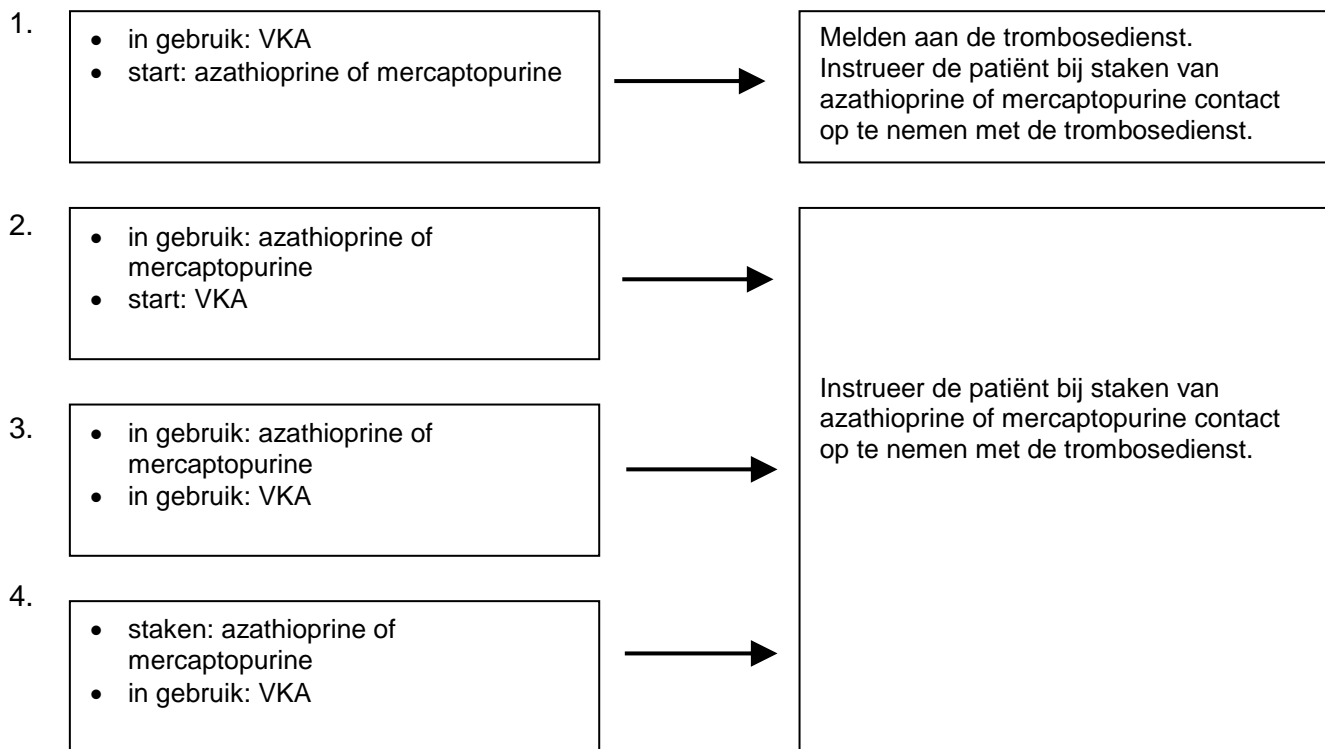 1.
• in gebruik: VKA
• start: azathioprine of mercaptopurine
Melden aan de trombosedienst.
Instrueer de patiënt bij staken van
azathioprine of mercaptopurine contact
op te nemen met de trombosedienst.
2.
• in gebruik: azathioprine of
mercaptopurine
• start: VKA
3.
• in gebruik: azathioprine of
mercaptopurine
• in gebruik: VKA
4.
• staken: azathioprine of
mercaptopurine
• in gebruik: VKA
Instrueer de patiënt bij staken van
azathioprine of mercaptopurine contact
op te nemen met de trombosedienst.